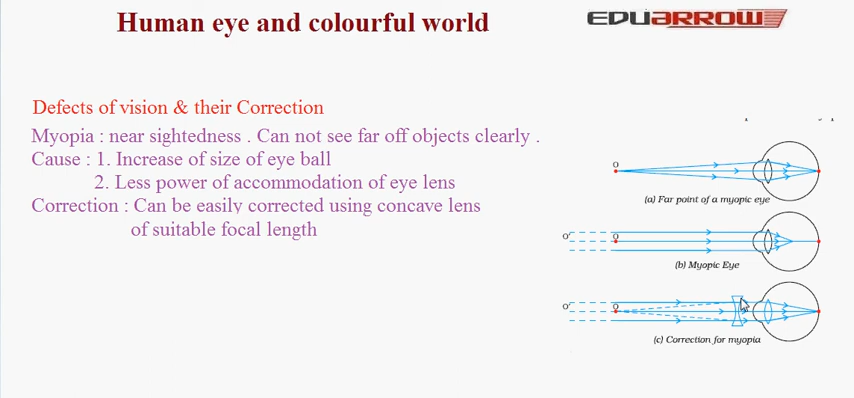 Human eye and colourful world
EDUARROW
Defects of vision & their Correction
Myopia : near sightedness . Can not see far off objects clearly .
Cause : 1. Increase of size of eye ball
2. Less power of accommodation of eye lens
Correction : Can be easily corrected using concave lens
of suitable focal length
O
(a) Far point of a myopic eye
O' O
(b) Myopic Eye
O' O
(c) Correction for myopia